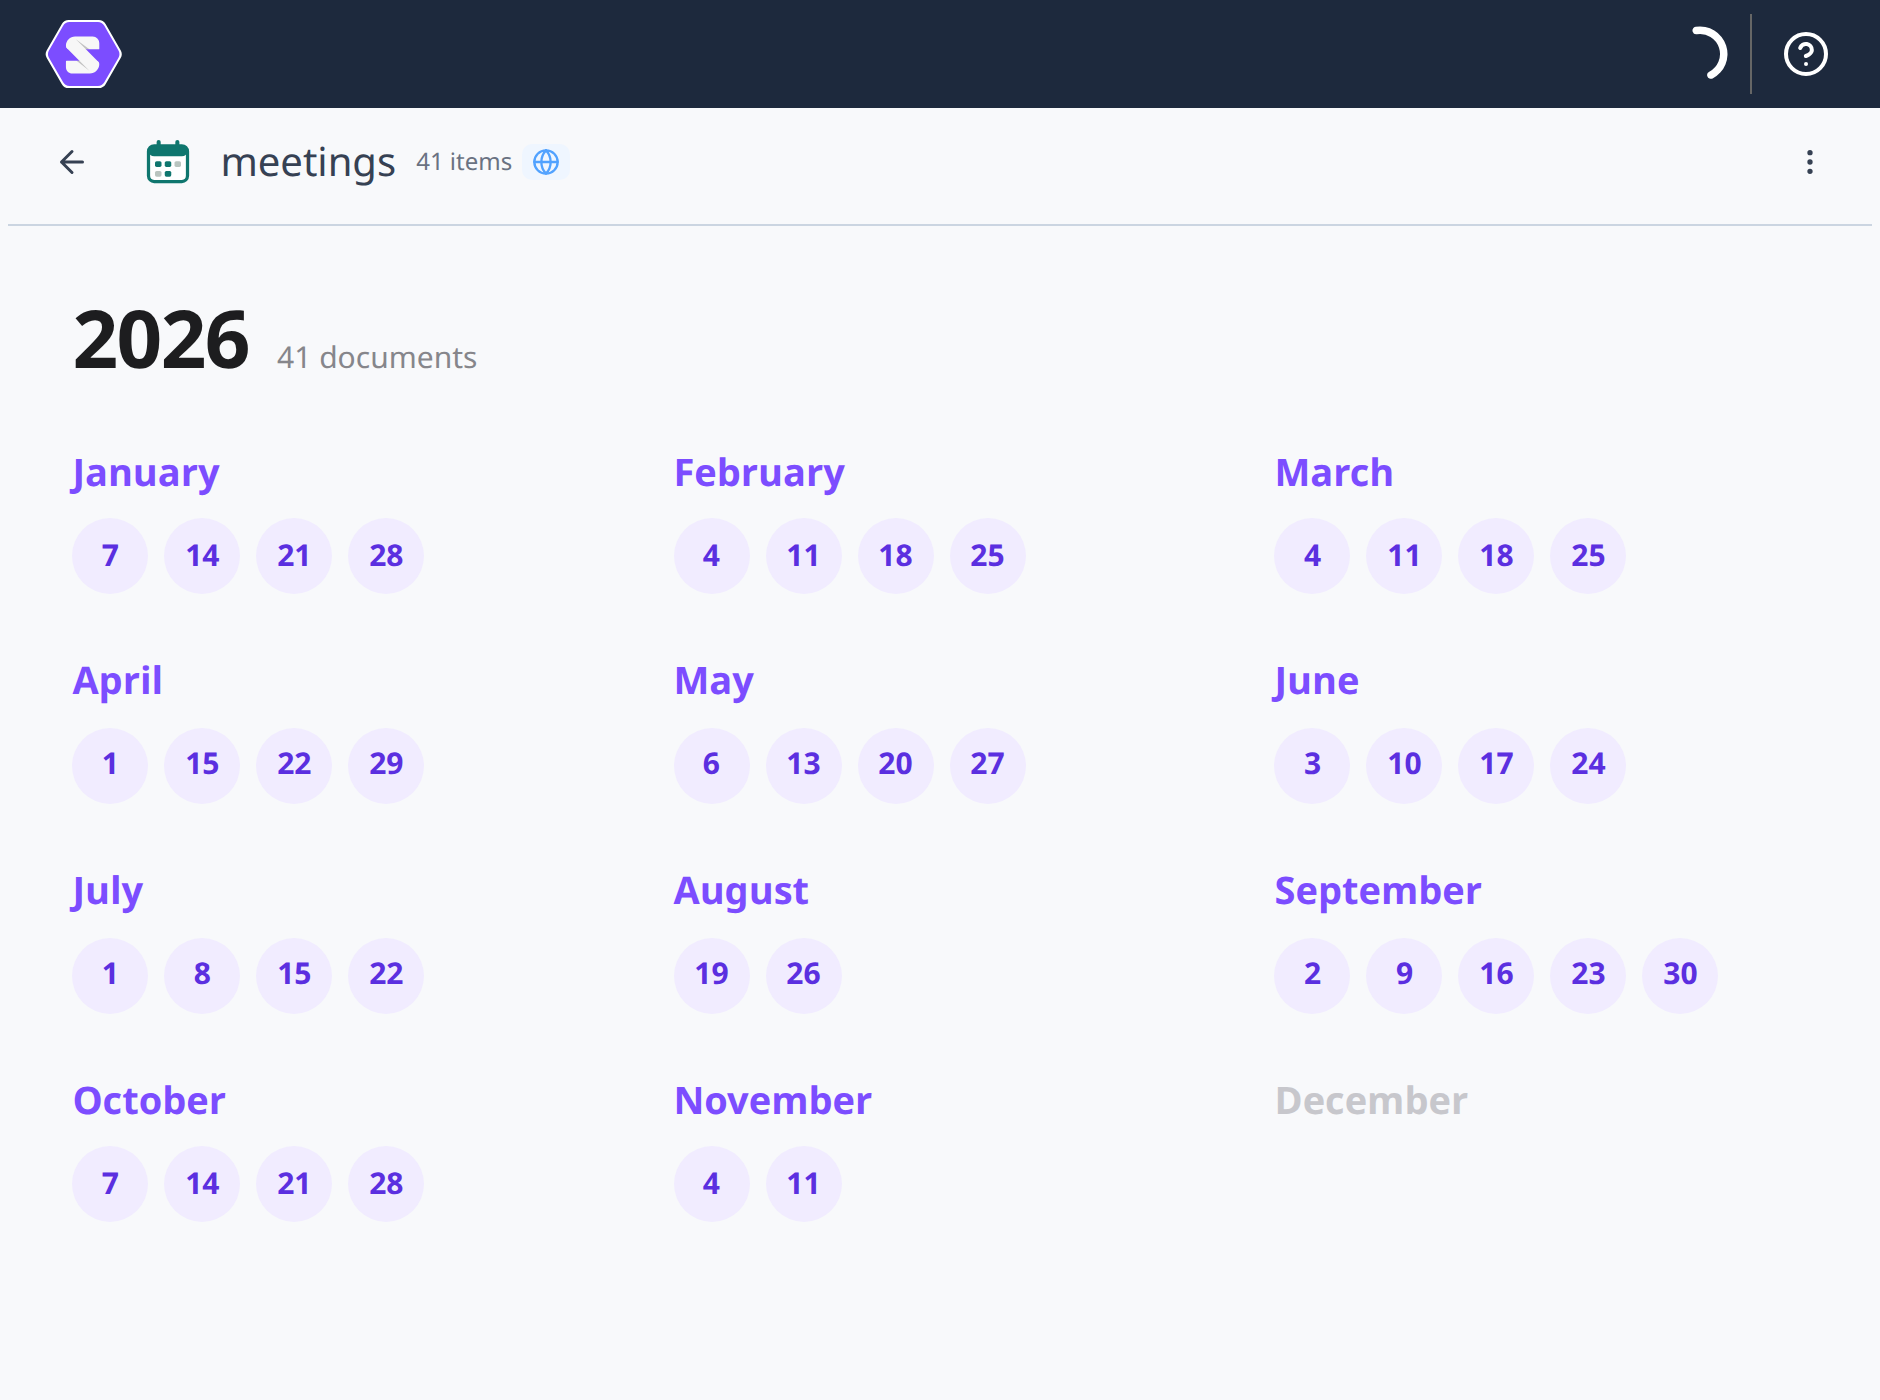 meetings 41 items
2026 41 documents
January February March
7 14 21 28 4 11 18 25 4 11 18 25
April May June
1 15 22 29 6 13 20 27 3 10 17 24
July August September
1 8 15 22 19 26 2 9 16 23 30
October November December
7 14 21 28 4 11